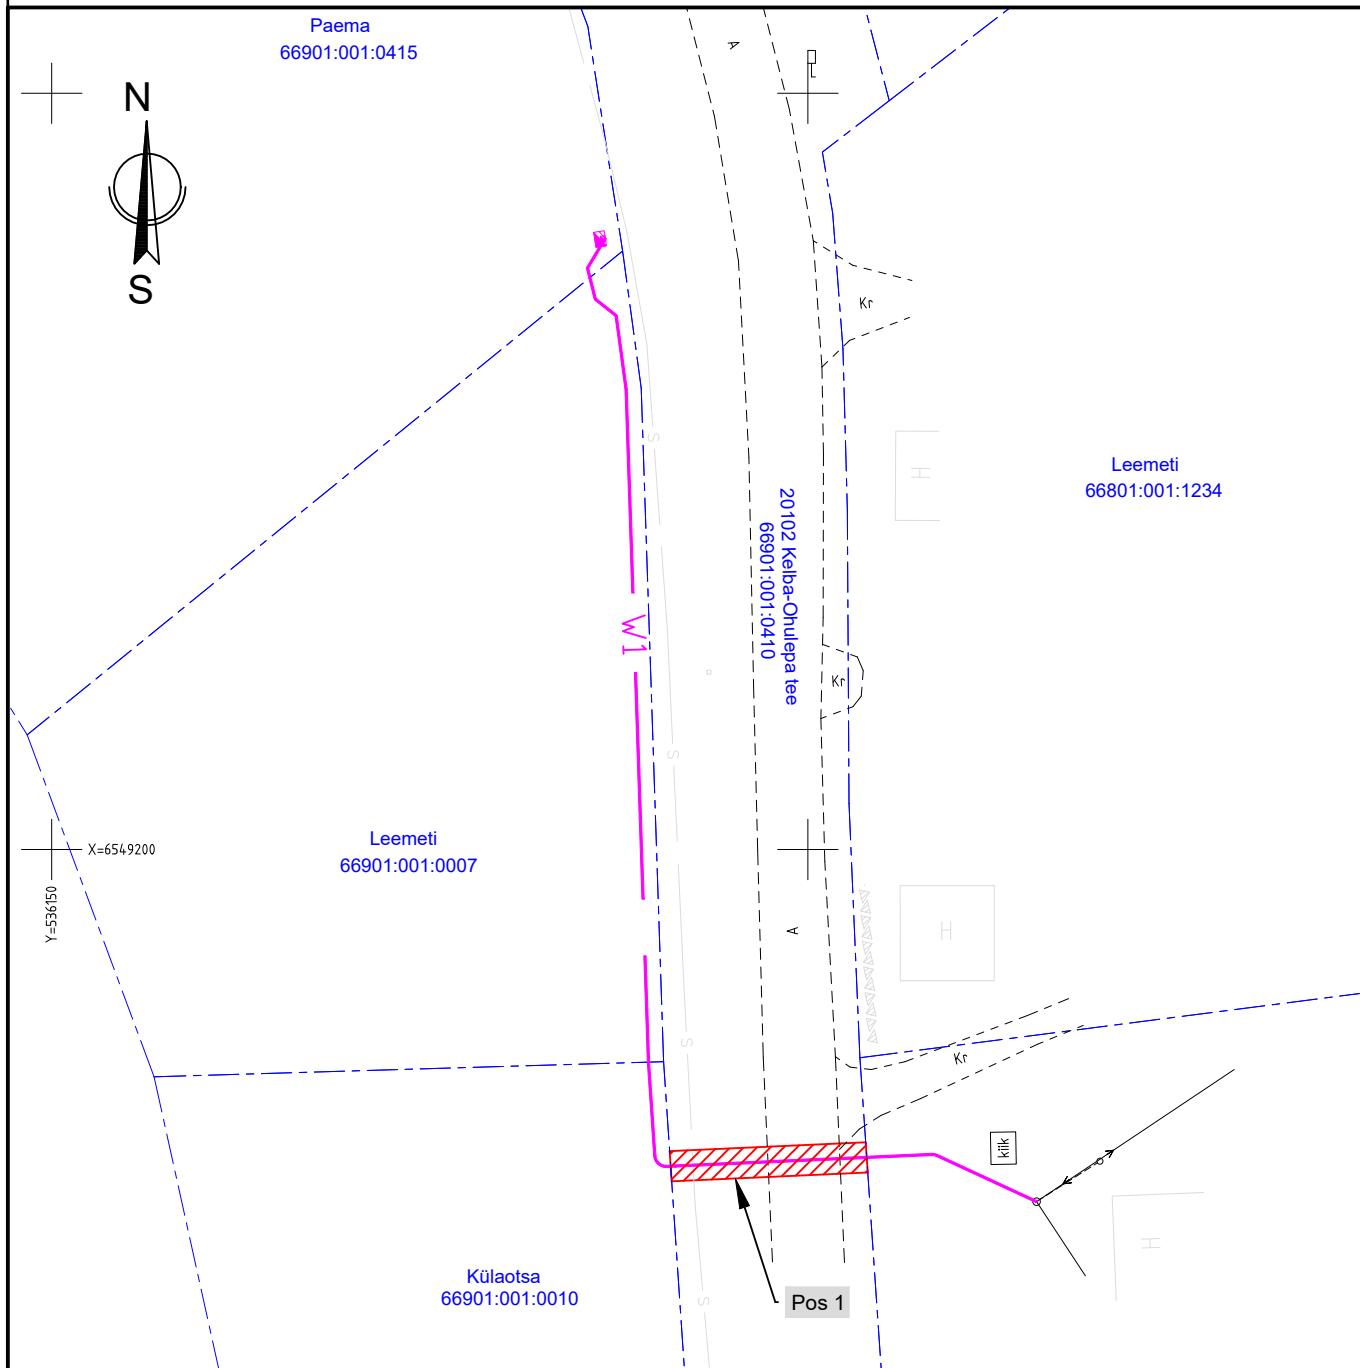 Paema
66901:001:0415
A
N
S
Kr
S
Leemeti
66801:001:1234
H
20102 Kelba-Ohulepa tee
66901:001:0410
W1
Kr
S
Leemeti
66901:001:0007
X=6549200
Y=536150
A
H
S
Kr
kiik
H
Külaotsa
66901:001:0010
S
Pos 1